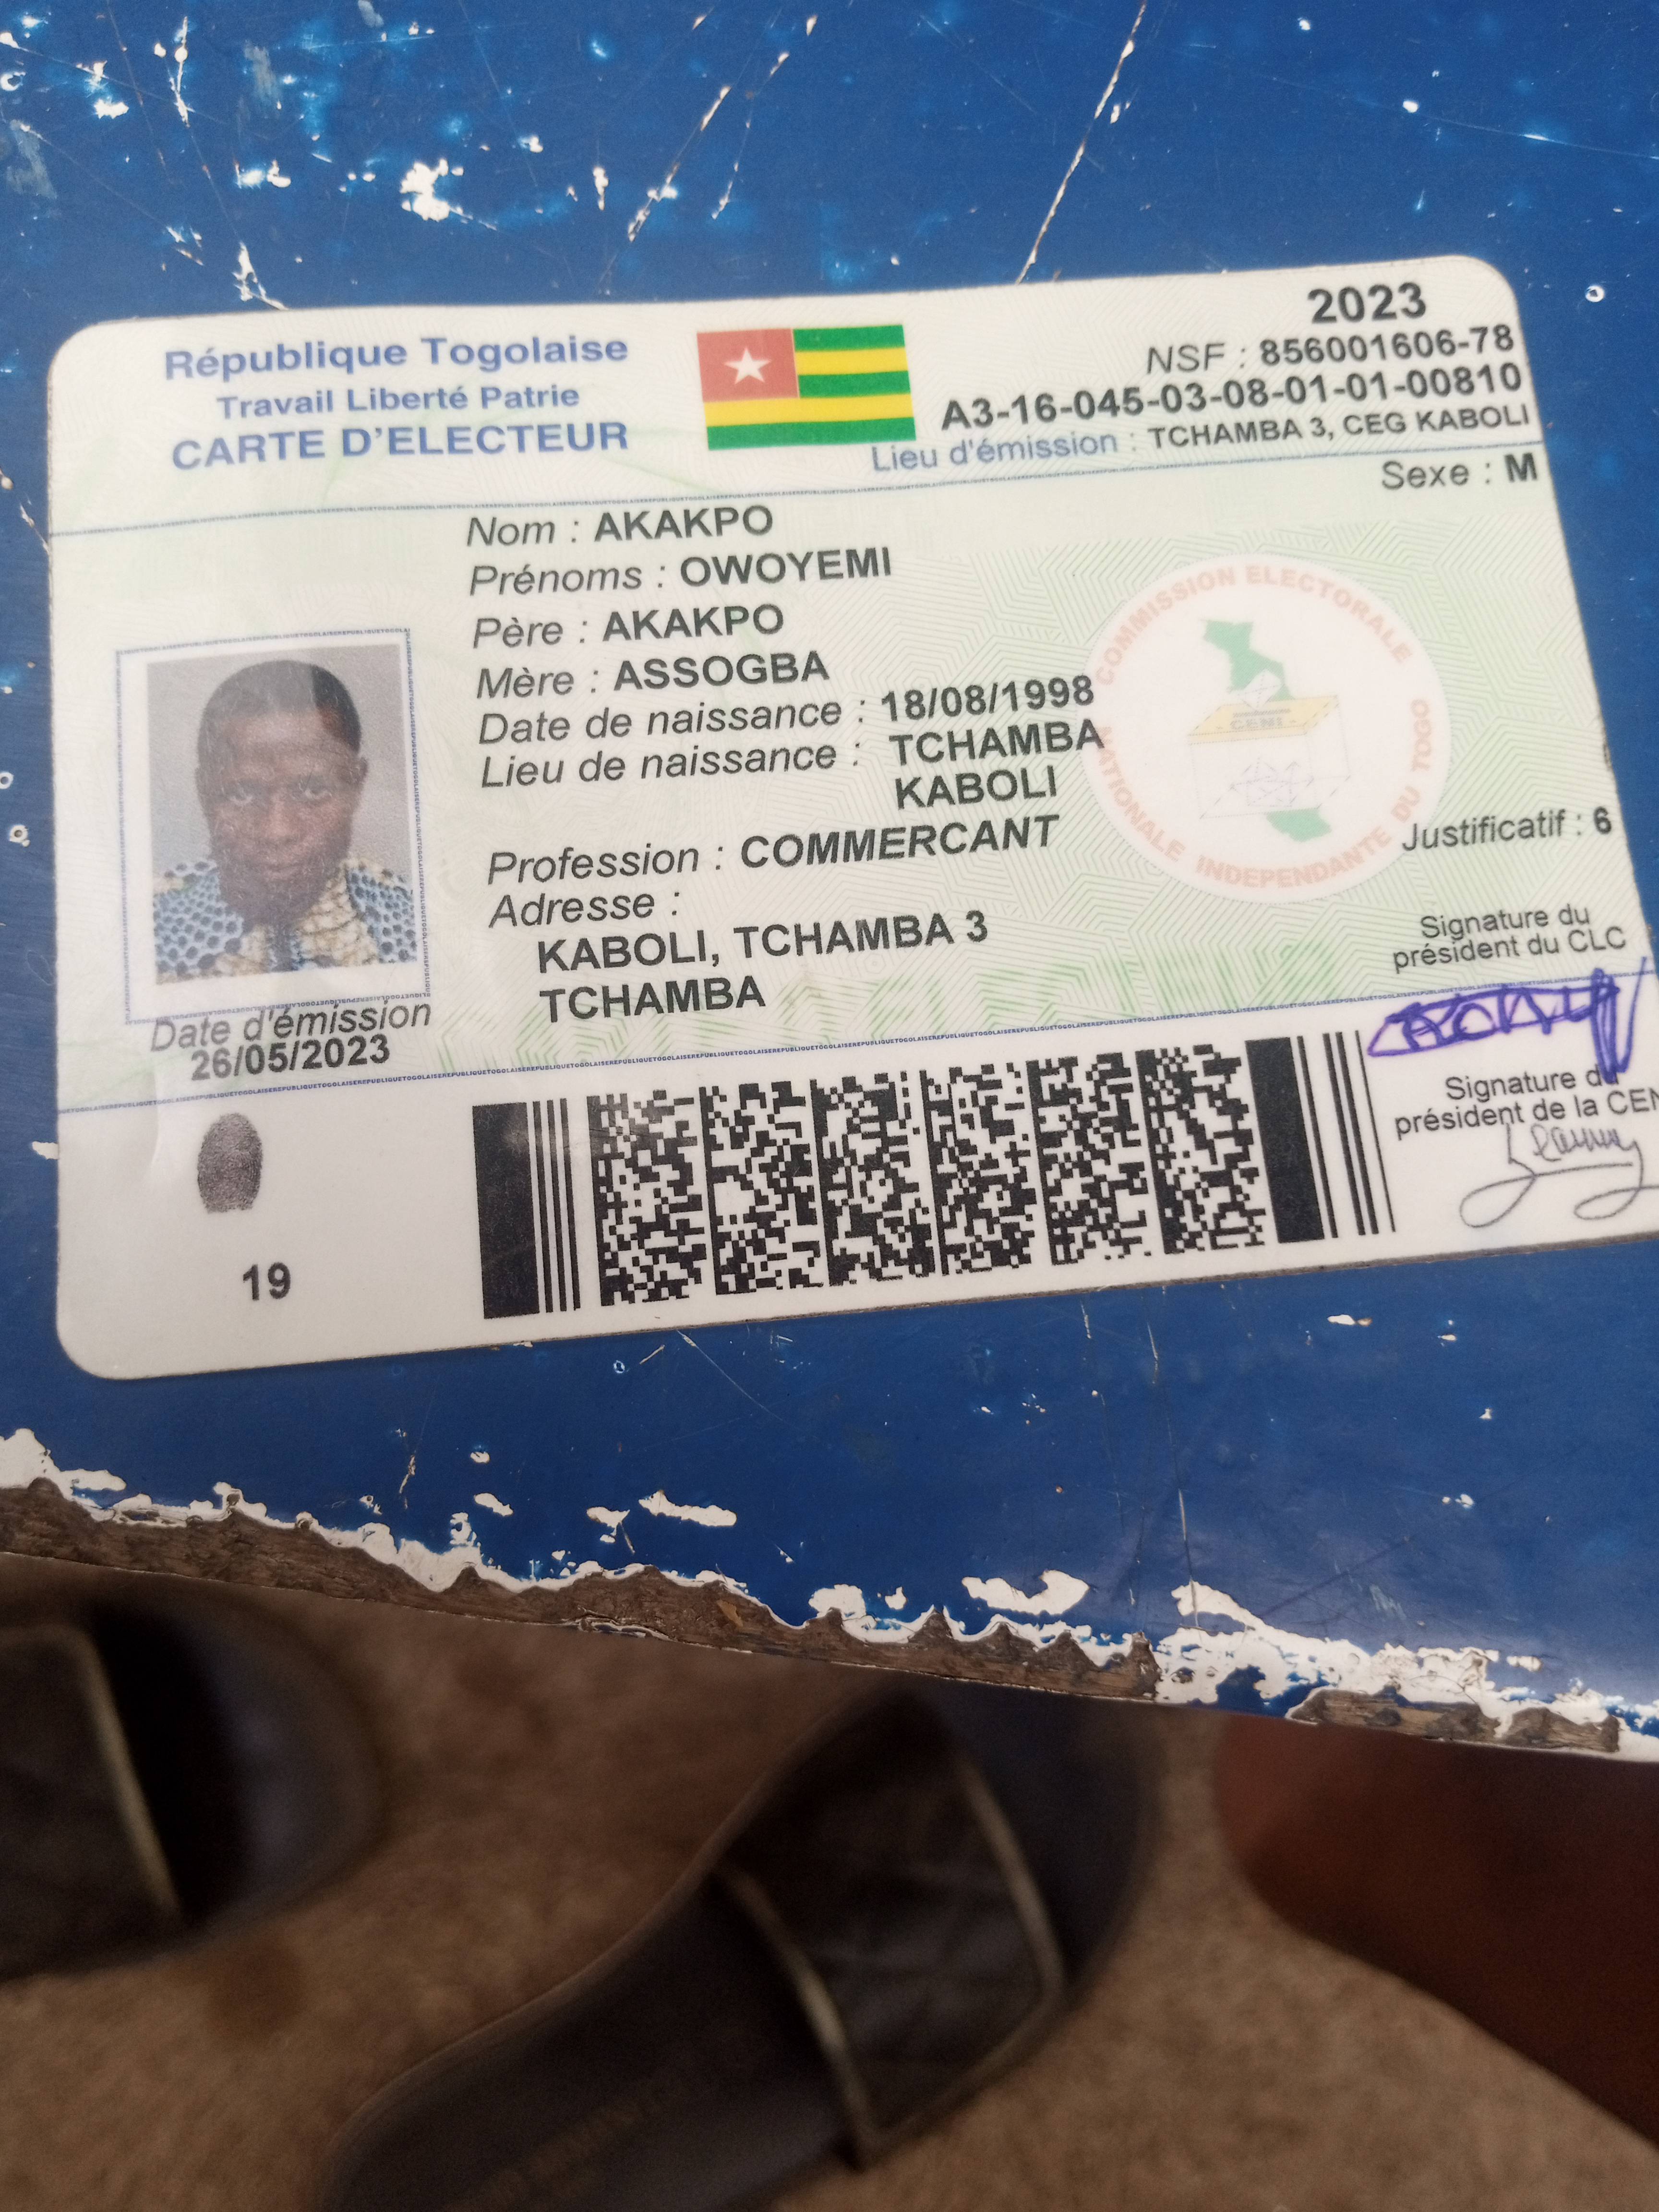 République Togolaise
Travail Liberté Patrie
CARTE D'ELECTEUR
2023
NSF : 856001606-78
A3-16-045-03-08-01-01-00810
Lieu d'émission : TCHAMBA 3, CEG KABOLI
Sexe : M
Nom : AKAKPO
Prénoms : OWOYEMI
Père : AKAKPO
Mère : ASSOGBA
Date de naissance : 18/08/1998
Lieu de naissance : TCHAMBA
KABOLI
Profession : COMMERCANT
Adresse :
KABOLI, TCHAMBA 3
TCHAMBA
COMMISSION ELECTORALE
NATIONALE INDEPENDANTE DU TOGO
CENI
Justificatif : 6
Signature du
président du CLC
Date d'émission
26/05/2023
Signature du
président de la CEN
19